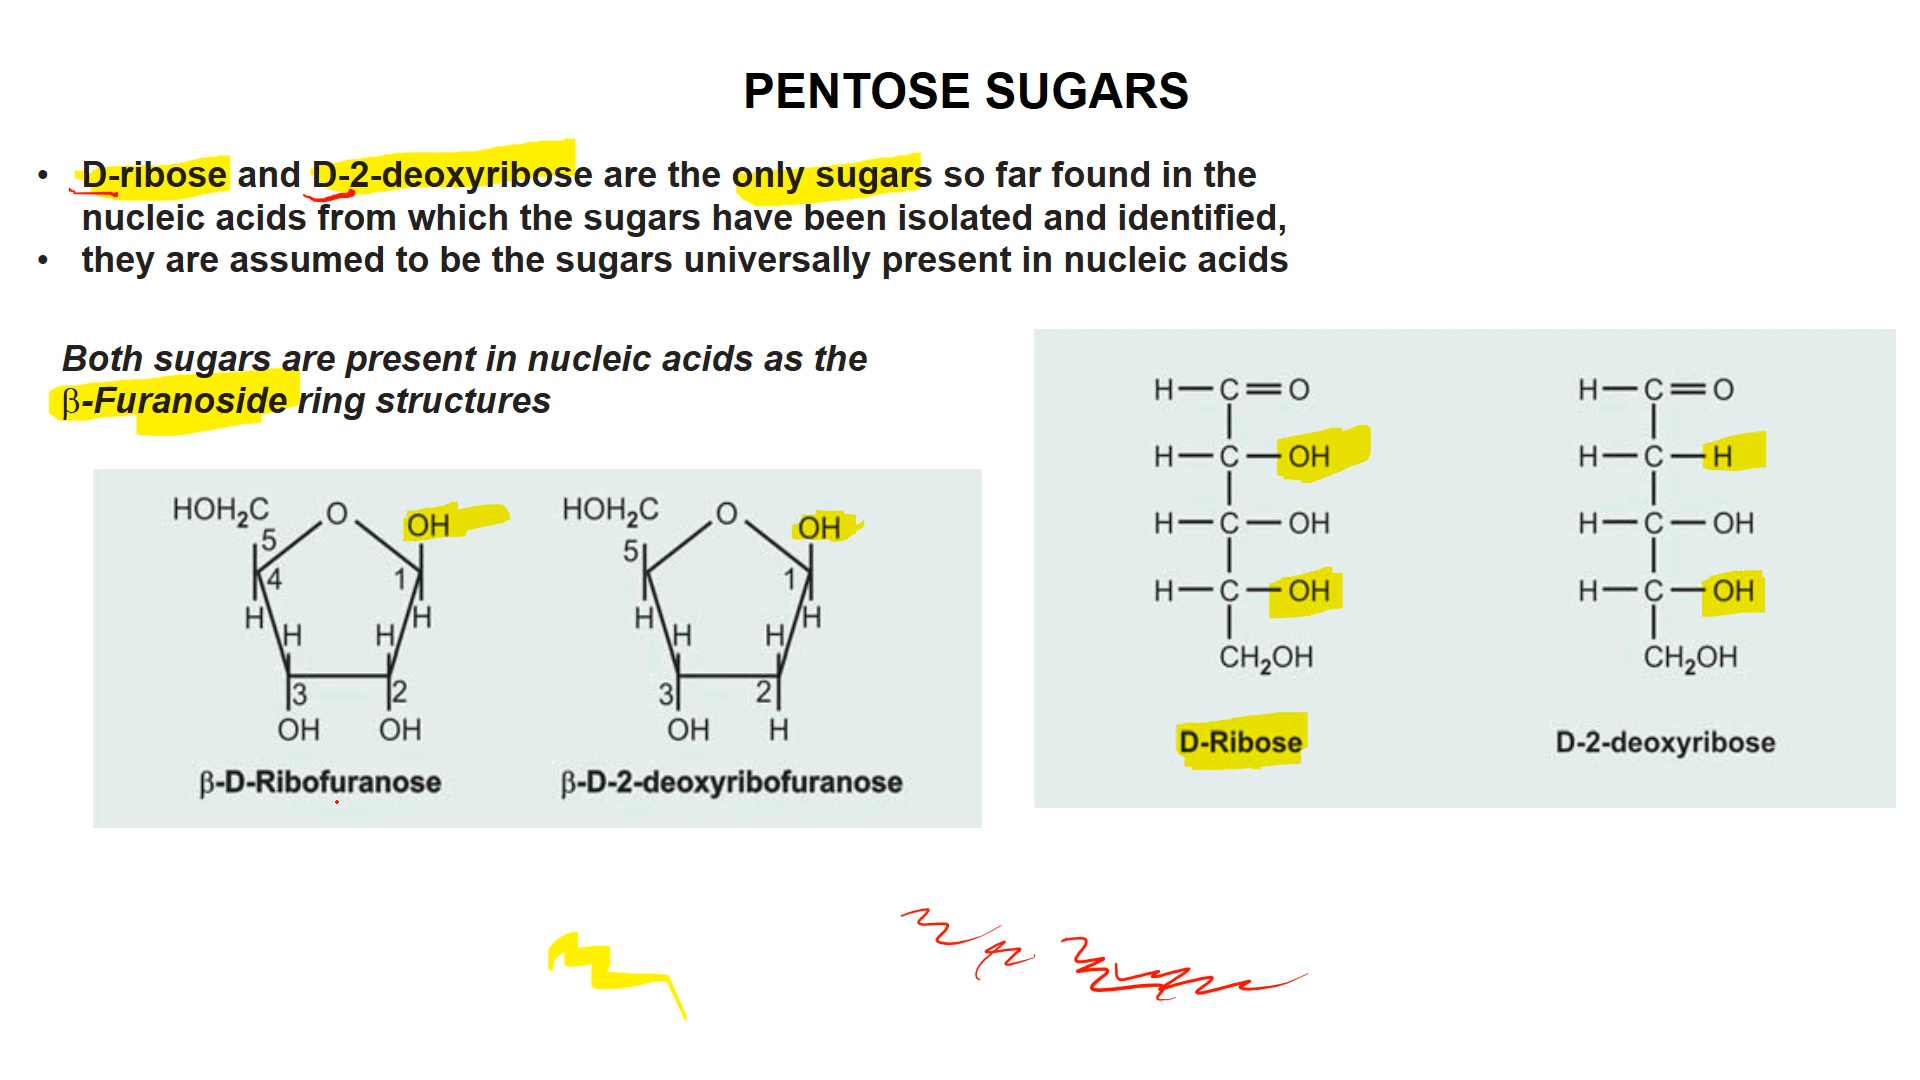 PENTOSE SUGARS
• D-ribose and D-2-deoxyribose are the only sugars so far found in the
nucleic acids from which the sugars have been isolated and identified,
• they are assumed to be the sugars universally present in nucleic acids
Both sugars are present in nucleic acids as the
β-Furanoside ring structures
HOH₂C O OH
5
4 1
H H
H H
3 2
OH OH
β-D-Ribofuranose
HOH₂C O OH
5 1
H H
H H
3 2
OH H
β-D-2-deoxyribofuranose
H—C=O
H—C—OH
H—C—OH
H—C—OH
CH₂OH
D-Ribose
H—C=O
H—C—H
H—C—OH
H—C—OH
CH₂OH
D-2-deoxyribose